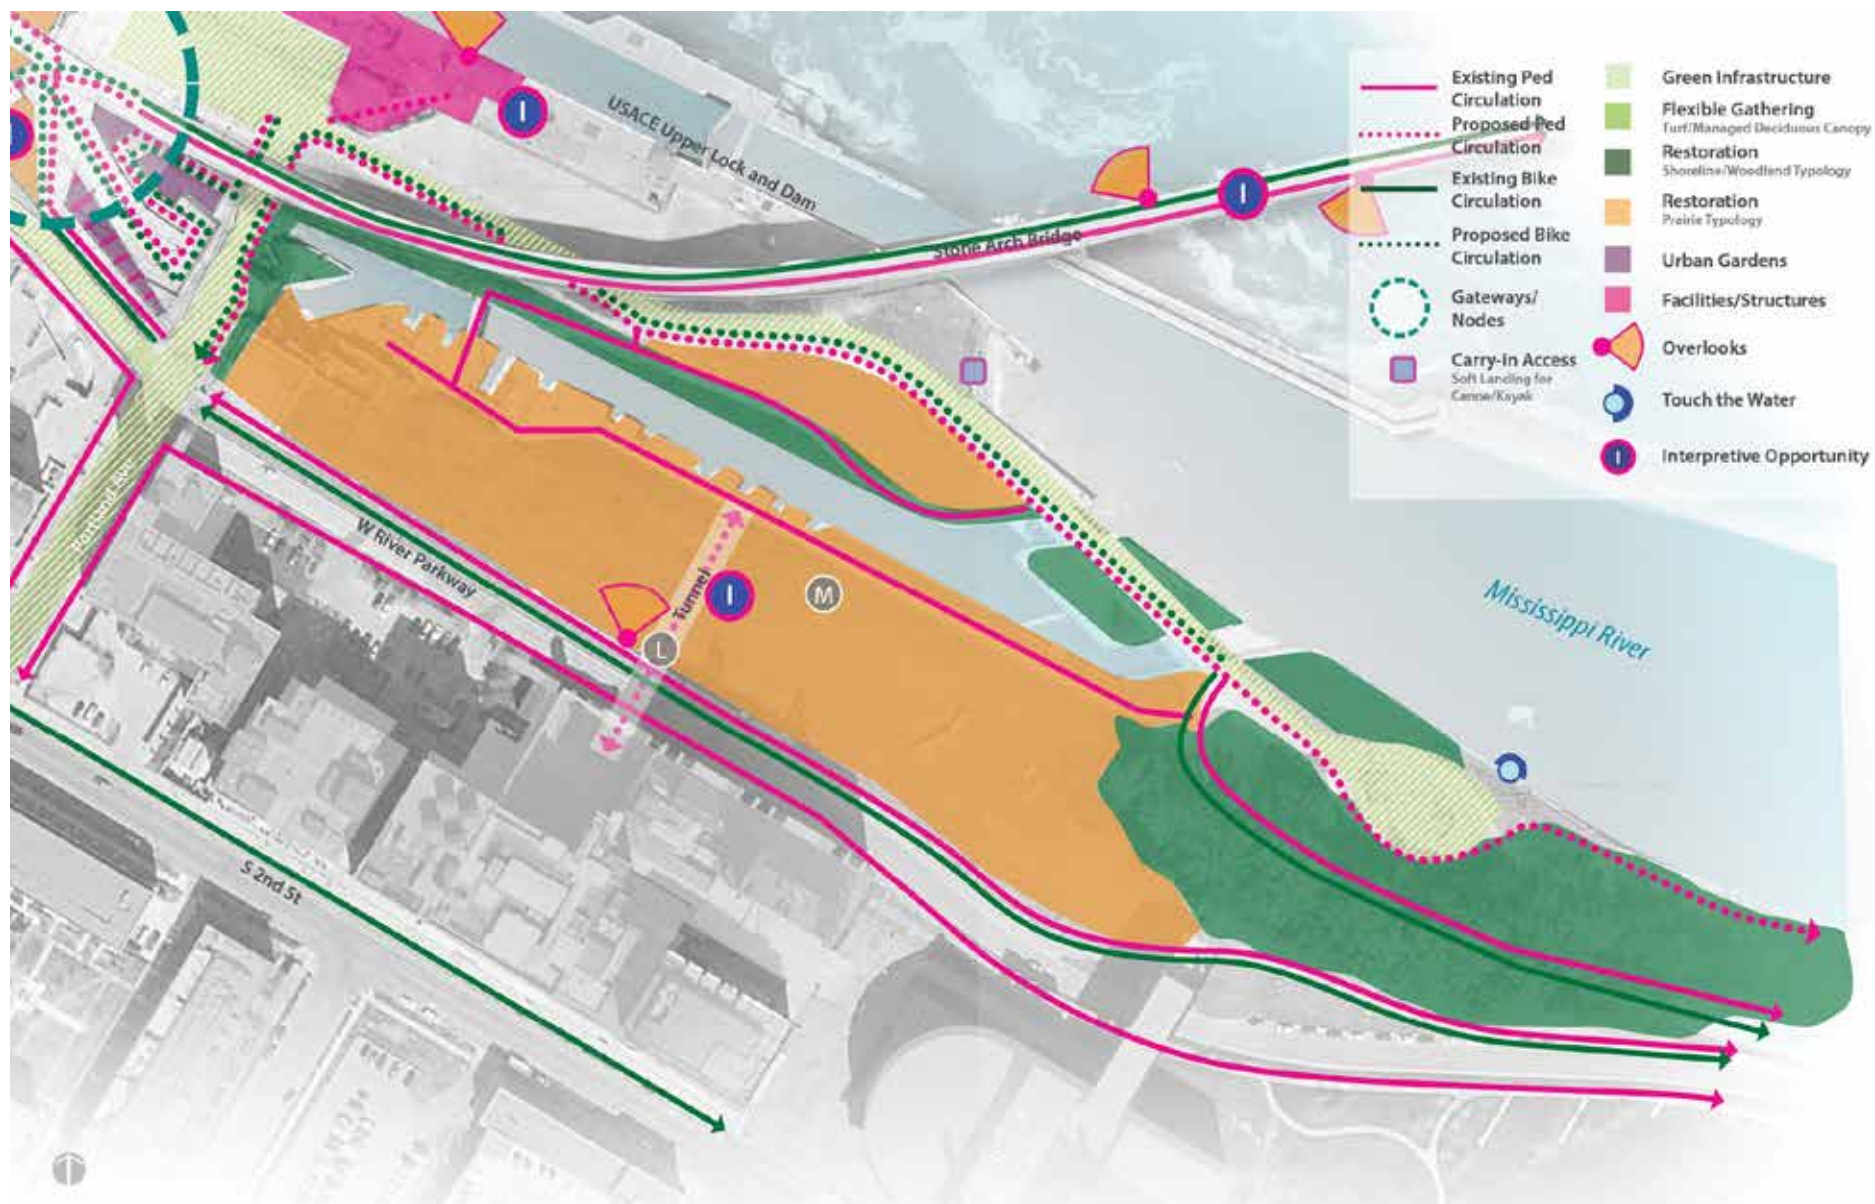 USACE Upper Lock and Dam
Stone Arch Bridge
Portland Ave
W River Parkway
Tunnel
I
I
I
M
L
S 2nd St
Mississippi River
Existing Ped
Circulation
Proposed Ped
Circulation
Existing Bike
Circulation
Proposed Bike
Circulation
Gateways/
Nodes
Carry-in Access
Soft Landing for
Canoe/Kayak
Green Infrastructure
Flexible Gathering
Turf/Managed Deciduous Canopy
Restoration
Shoreline/Woodland Typology
Restoration
Prairie Typology
Urban Gardens
Facilities/Structures
Overlooks
Touch the Water
I
Interpretive Opportunity